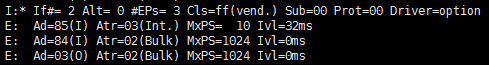 I:* If#= 2 Alt= 0 #EPs= 3 Cls=ff(vend.) Sub=00 Prot=00 Driver=option
E:  Ad=85(I) Atr=03(Int.) MxPS=  10 Ivl=32ms
E:  Ad=84(I) Atr=02(Bulk) MxPS=1024 Ivl=0ms
E:  Ad=03(O) Atr=02(Bulk) MxPS=1024 Ivl=0ms